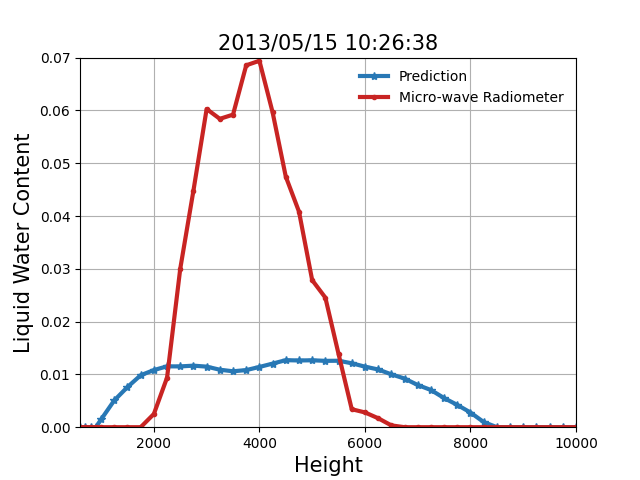 2013/05/15 10:26:38
0.07
0.06
0.05
0.04
0.03
0.02
0.01
0.00
Liquid Water Content
Prediction
Micro-wave Radiometer
2000 4000 6000 8000 10000
Height